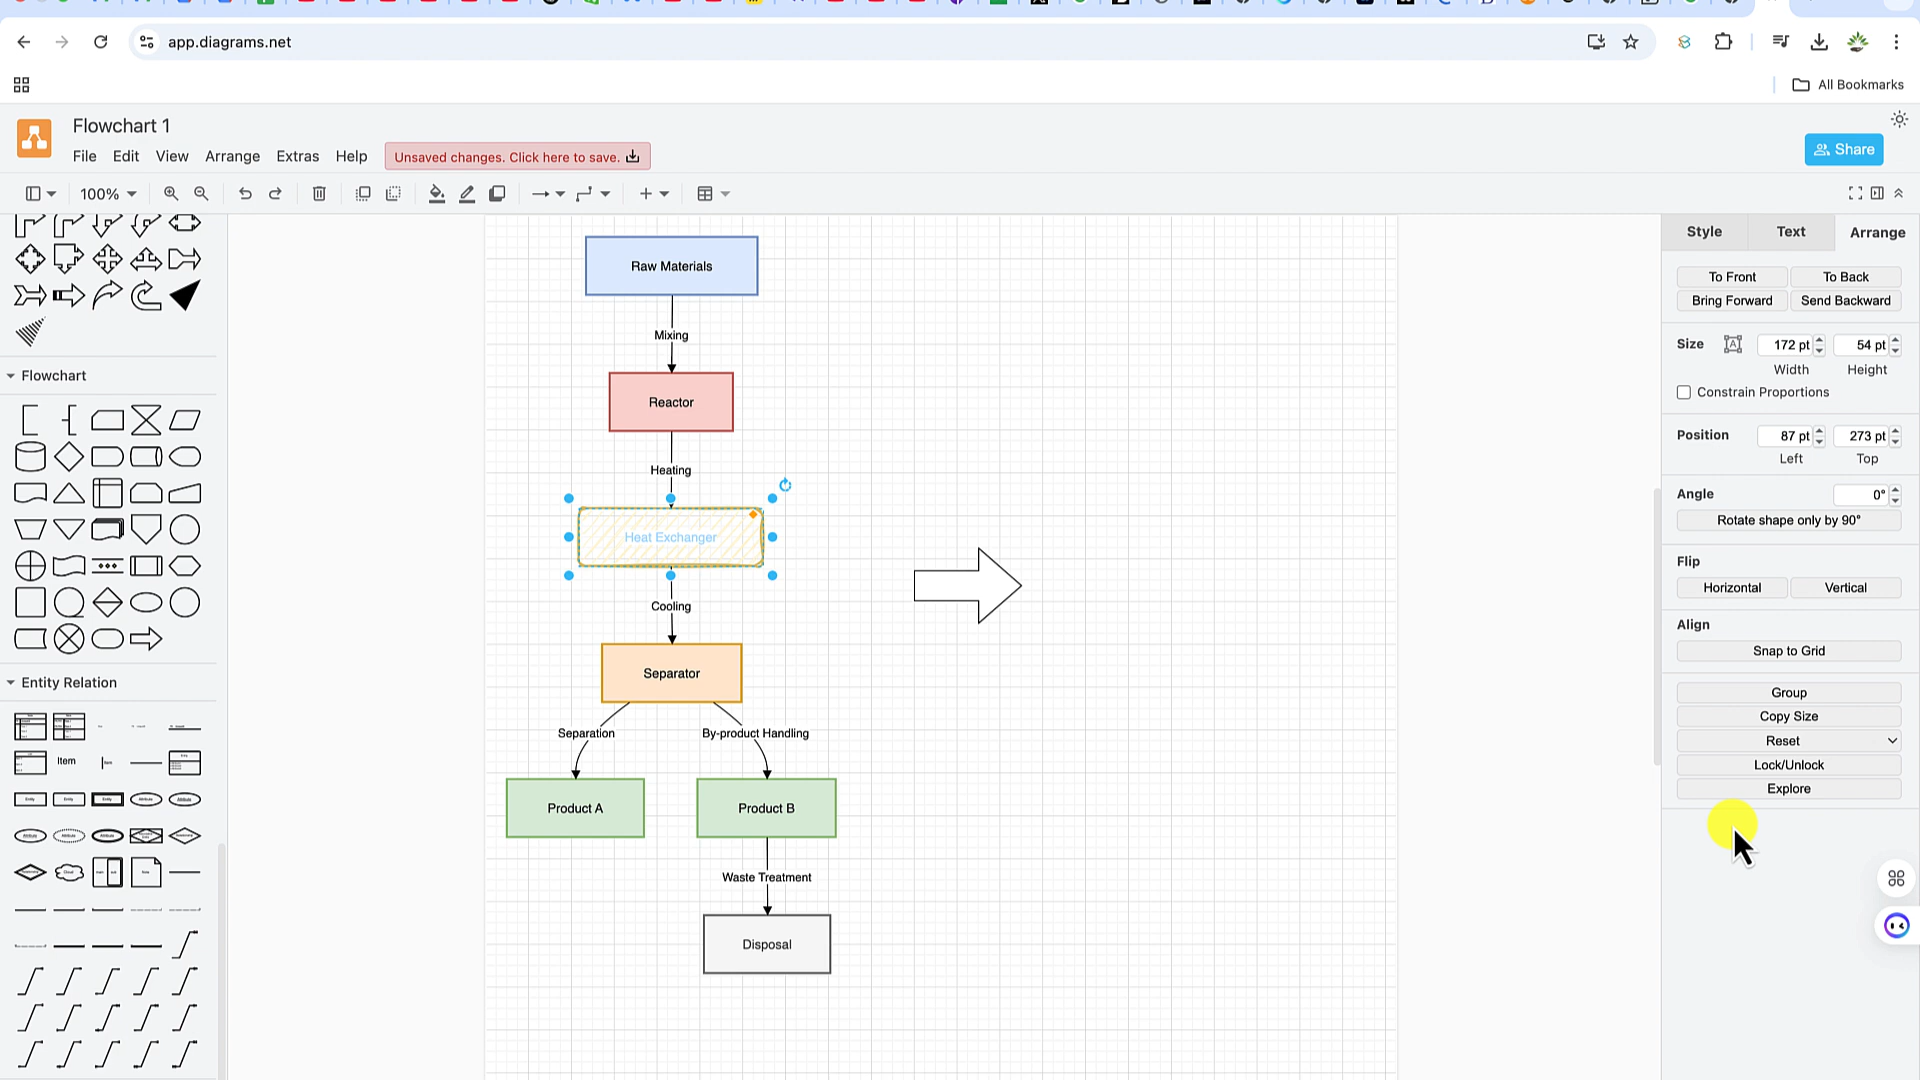 app.diagrams.net
All Bookmarks
Flowchart 1
File Edit View Arrange Extras Help
Unsaved changes. Click here to save.
Share
100%
Style Text Arrange
To Front To Back
Bring Forward Send Backward
Size 172 pt 54 pt
Width Height
Constrain Proportions
Position 87 pt 273 pt
Left Top
Angle 0°
Rotate shape only by 90°
Flip
Horizontal Vertical
Align
Snap to Grid
Group
Copy Size
Reset
Lock/Unlock
Explore
Flowchart
Entity Relation
Item
Raw Materials
Mixing
Reactor
Heating
Heat Exchanger
Cooling
Separator
Separation
By-product Handling
Product A
Product B
Waste Treatment
Disposal